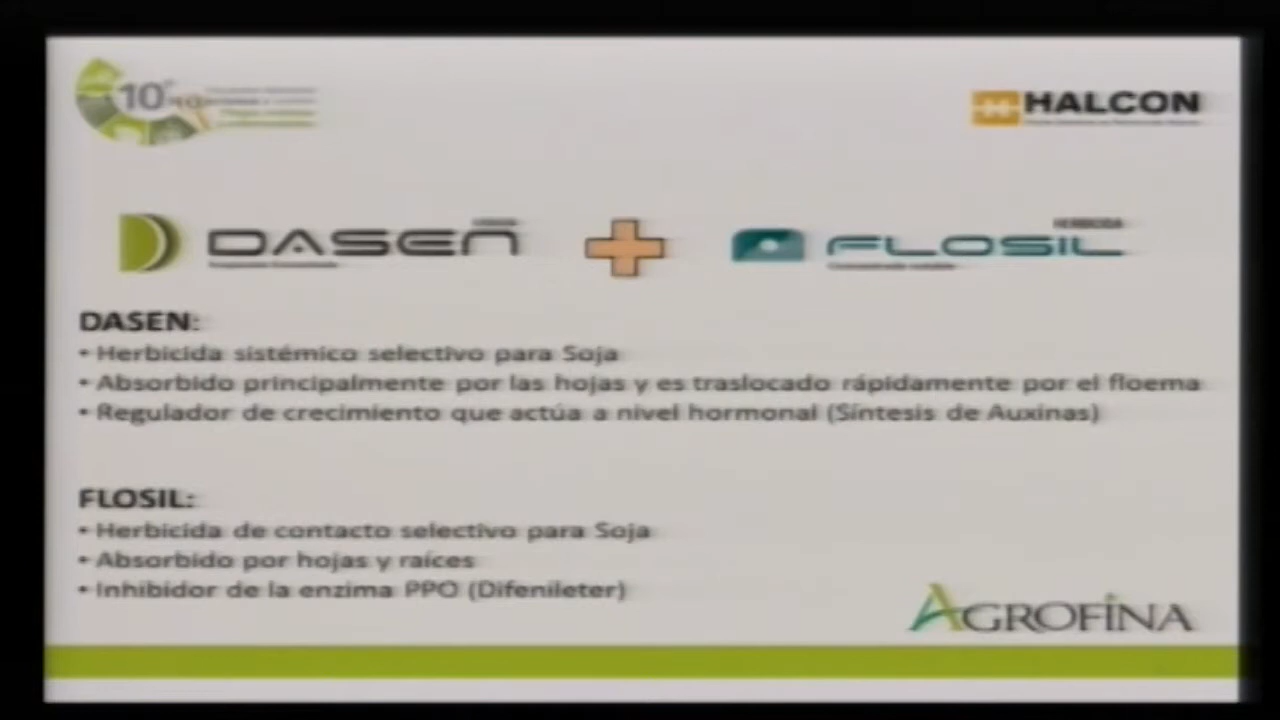 10º
HALCON
DASEÑ
HERBICIDA
FLOSIL
DASEN:
• Herbicida sistémico selectivo para Soja
• Absorbido principalmente por las hojas y es traslocado rápidamente por el floema
• Regulador de crecimiento que actúa a nivel hormonal (Síntesis de Auxinas)
FLOSIL:
• Herbicida de contacto selectivo para Soja
• Absorbido por hojas y raíces
• Inhibidor de la enzima PPO (Difenileter)
AGROFINA